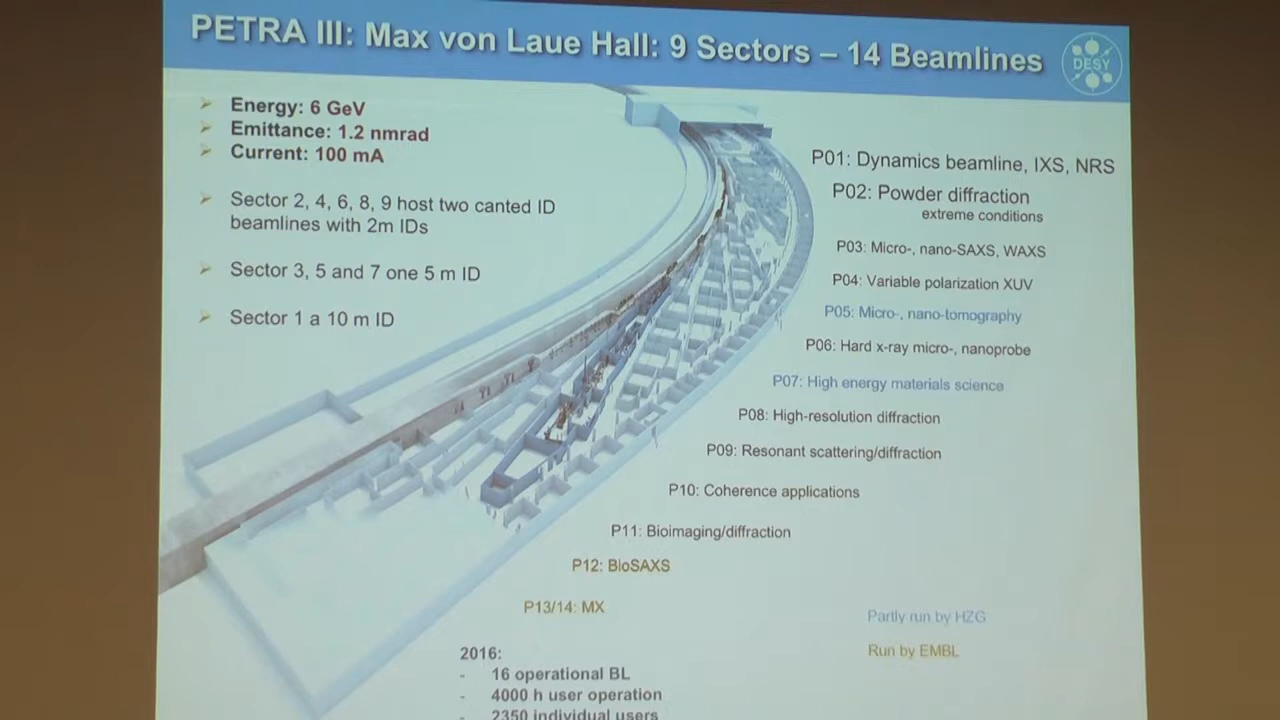 PETRA III: Max von Laue Hall: 9 Sectors – 14 Beamlines
DESY
Energy: 6 GeV
Emittance: 1.2 nmrad
Current: 100 mA
Sector 2, 4, 6, 8, 9 host two canted ID
beamlines with 2m IDs
Sector 3, 5 and 7 one 5 m ID
Sector 1 a 10 m ID
P01: Dynamics beamline, IXS, NRS
P02: Powder diffraction
extreme conditions
P03: Micro-, nano-SAXS, WAXS
P04: Variable polarization XUV
P05: Micro-, nano-tomography
P06: Hard x-ray micro-, nanoprobe
P07: High energy materials science
P08: High-resolution diffraction
P09: Resonant scattering/diffraction
P10: Coherence applications
P11: Bioimaging/diffraction
P12: BioSAXS
P13/14: MX
Partly run by HZG
Run by EMBL
2016:
- 16 operational BL
- 4000 h user operation
- 2350 individual users